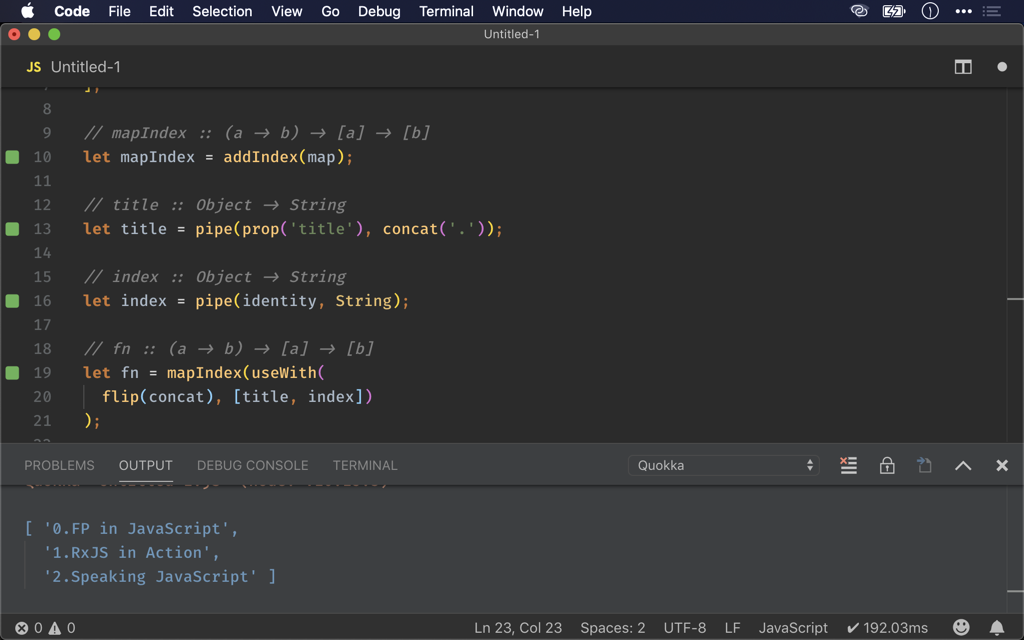 Code File Edit Selection View Go Debug Terminal Window Help
Untitled-1
JS Untitled-1
7 ];
8
9 // mapIndex :: (a → b) → [a] → [b]
10 let mapIndex = addIndex(map);
11
12 // title :: Object → String
13 let title = pipe(prop('title'), concat('.'));
14
15 // index :: Object → String
16 let index = pipe(identity, String);
17
18 // fn :: (a → b) → [a] → [b]
19 let fn = mapIndex(useWith(
20 flip(concat), [title, index])
21 );
PROBLEMS OUTPUT DEBUG CONSOLE TERMINAL Quokka
[ '0.FP in JavaScript',
'1.RxJS in Action',
'2.Speaking JavaScript' ]
0 0 Ln 23, Col 23 Spaces: 2 UTF-8 LF JavaScript ✔ 192.03ms